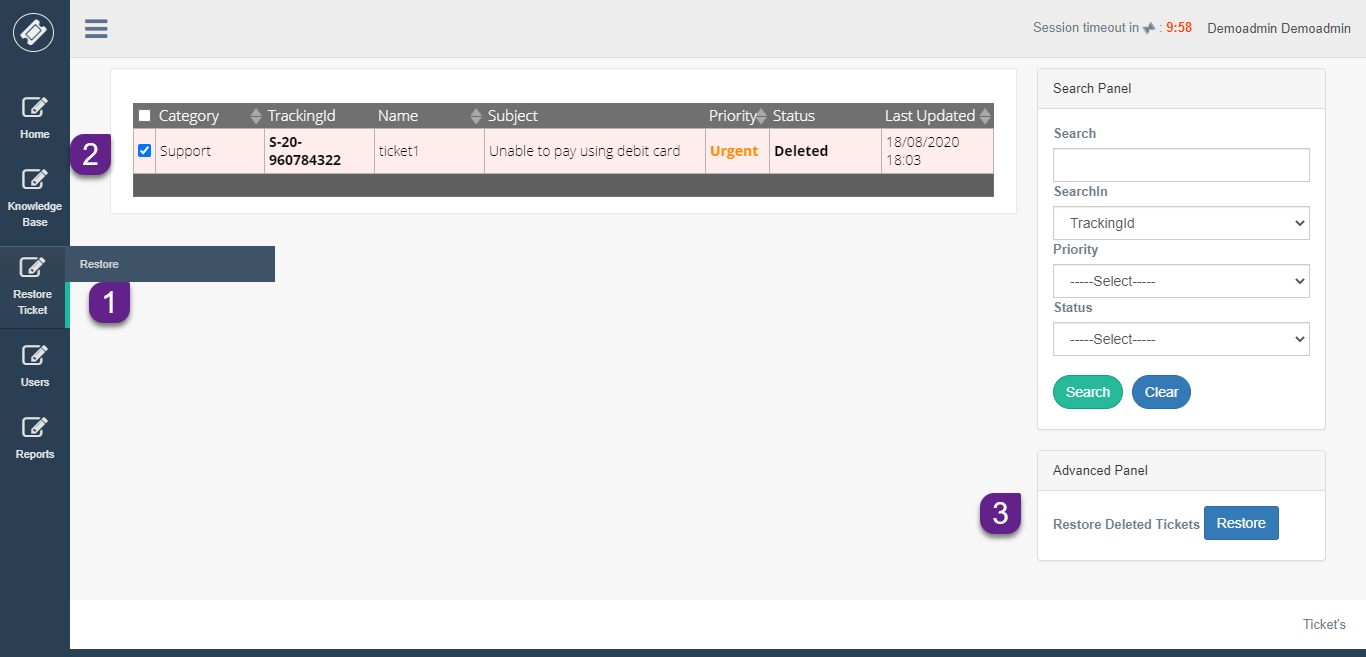 Session timeout in : 9:58 Demoadmin Demoadmin
Home
Knowledge
Base
Restore
Ticket
Restore
Users
Reports
1
2
3
Category TrackingId Name Subject Priority Status Last Updated
Support S-20-
960784322 ticket1 Unable to pay using debit card Urgent Deleted 18/08/2020
18:03
Search Panel
Search
SearchIn
TrackingId
Priority
-----Select-----
Status
-----Select-----
Search Clear
Advanced Panel
Restore Deleted Tickets Restore
Ticket's